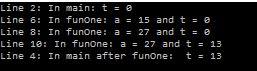 Line 2: In main: t = 0
Line 6: In funOne: a = 15 and t = 0
Line 8: In funOne: a = 27 and t = 0
Line 10: In funOne: a = 27 and t = 13
Line 4: In main after funOne:  t = 13